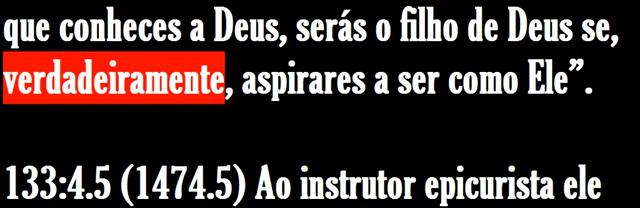 que conheces a Deus, serás o filho de Deus se,
verdadeiramente, aspirares a ser como Ele”.
133:4.5 (1474.5) Ao instrutor epicurista ele